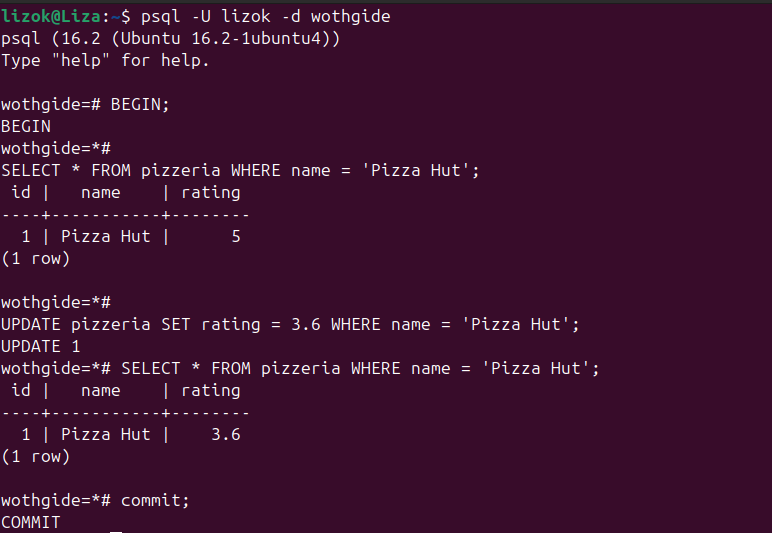 lizok@Liza:~$ psql -U lizok -d wothgide
psql (16.2 (Ubuntu 16.2-1ubuntu4))
Type "help" for help.
wothgide=# BEGIN;
BEGIN
wothgide=*#
SELECT * FROM pizzeria WHERE name = 'Pizza Hut';
 id |   name    | rating
----+-----------+--------
  1 | Pizza Hut |      5
(1 row)
wothgide=*#
UPDATE pizzeria SET rating = 3.6 WHERE name = 'Pizza Hut';
UPDATE 1
wothgide=*# SELECT * FROM pizzeria WHERE name = 'Pizza Hut';
 id |   name    | rating
----+-----------+--------
  1 | Pizza Hut |    3.6
(1 row)
wothgide=*# commit;
COMMIT